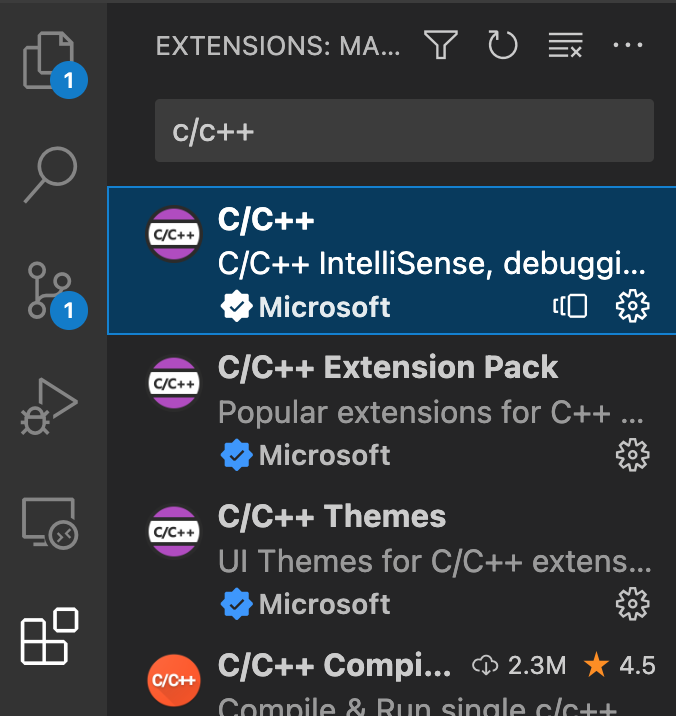 EXTENSIONS: MA...
1
c/c++
C/C++
C/C++
C/C++ IntelliSense, debuggi...
Microsoft
1
C/C++ Extension Pack
C/C++
Popular extensions for C++ ...
Microsoft
C/C++ Themes
C/C++
UI Themes for C/C++ extens...
Microsoft
C/C++ Compi... 2.3M 4.5
C/C++
Compile & Run single c/c++